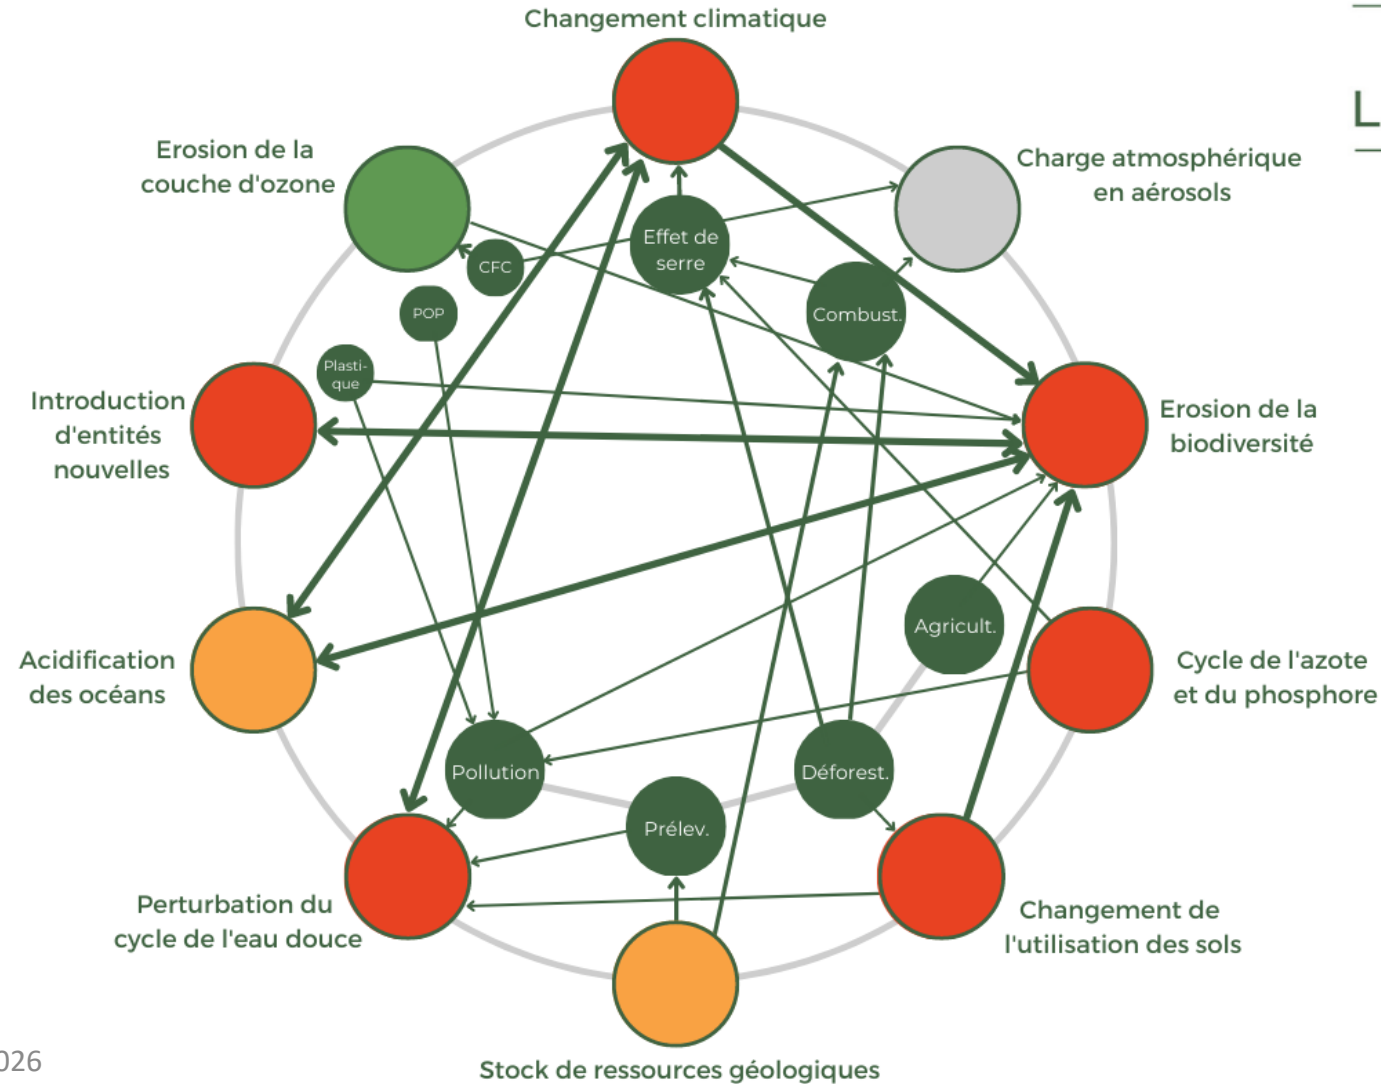 Changement climatique
L
Erosion de la
couche d'ozone
Charge atmosphérique
en aérosols
Effet de
serre
CFC
POP
Combust.
Plasti-
que
Introduction
d'entités
nouvelles
Erosion de la
biodiversité
Agricult.
Acidification
des océans
Cycle de l'azote
et du phosphore
Pollution
Déforest.
Prélev.
Perturbation du
cycle de l'eau douce
Changement de
l'utilisation des sols
026
Stock de ressources géologiques